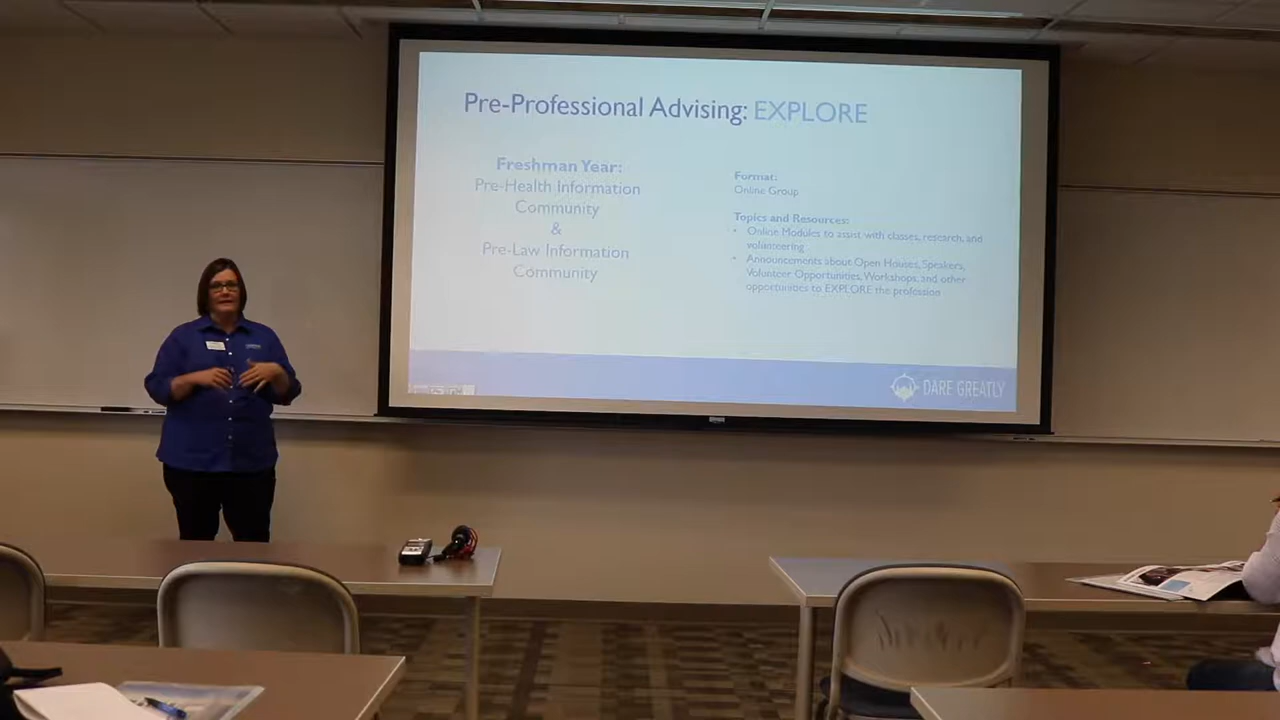 Pre-Professional Advising: EXPLORE
Freshman Year:
Pre-Health Information
Community
&
Pre-Law Information
Community
Format:
Online Group
Topics and Resources:
• Online Modules to assist with classes, research, and
volunteering
• Announcements about Open Houses, Speakers,
Volunteer Opportunities, Workshops, and other
opportunities to EXPLORE the profession
DARE GREATLY